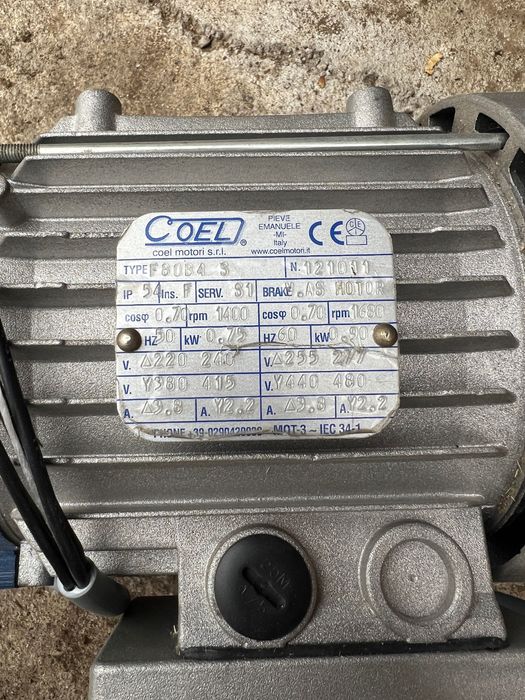 COEL ®
coel motori s.r.l.
PIEVE
EMANUELE
-MI-
Italy
www.coelmotori.it
CE
TYPE F80B4 S N. 121011
IP 54 Ins. F SERV. S1 BRAKE V.AS MOTOR
cosφ 0.70 rpm 1400 cosφ 0.70 rpm 1680
HZ 50 kW 0.75 HZ 60 kW 0.90
V. Δ220 240 V. Δ255 277
V. Y380 415 V. Y440 480
A. Δ3.8 A. Y2.2 A. Δ3.8 A. Y2.2
PHONE MOT-3 ~ IEC 34-1